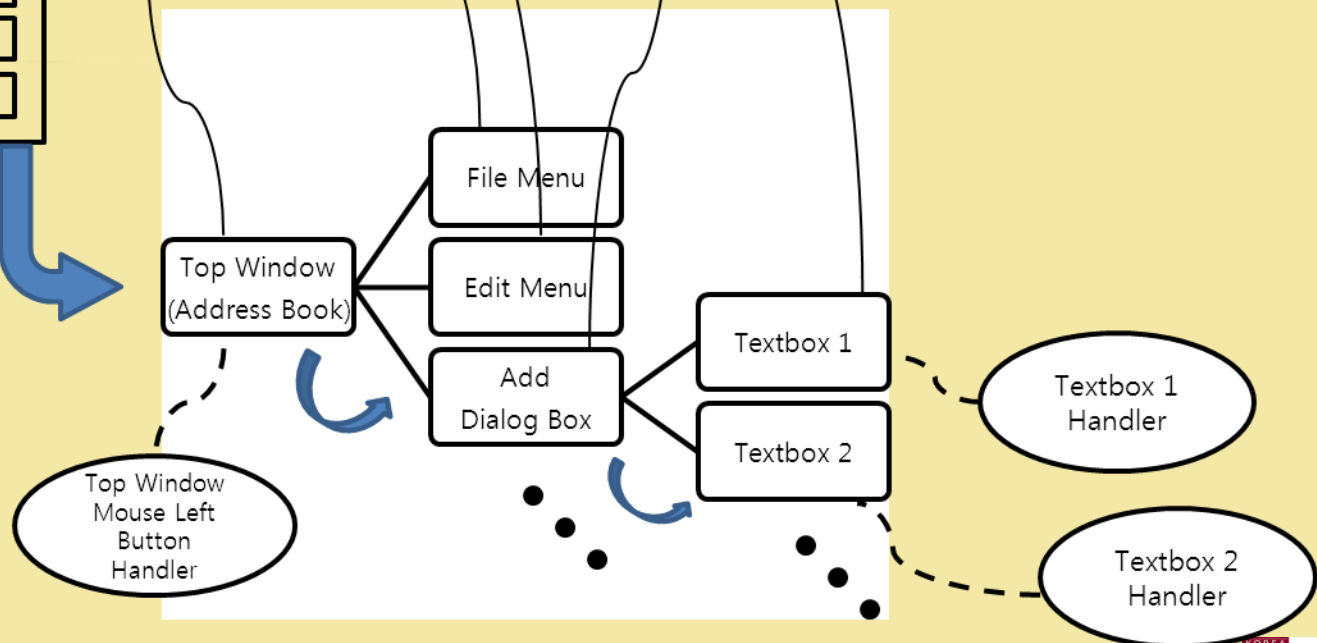 File Menu
Top Window
(Address Book)
Edit Menu
Add
Dialog Box
Textbox 1
Textbox 2
Textbox 1
Handler
Top Window
Mouse Left
Button
Handler
Textbox 2
Handler
KOREA